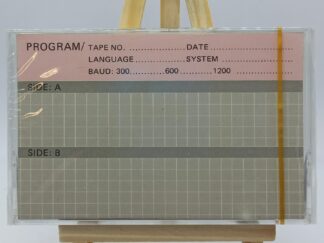 PROGRAM/ TAPE NO. .................. DATE ..................
LANGUAGE .................. SYSTEM ..................
BAUD: 300 ............ 600 ............ 1200 ............
SIDE: A
SIDE: B